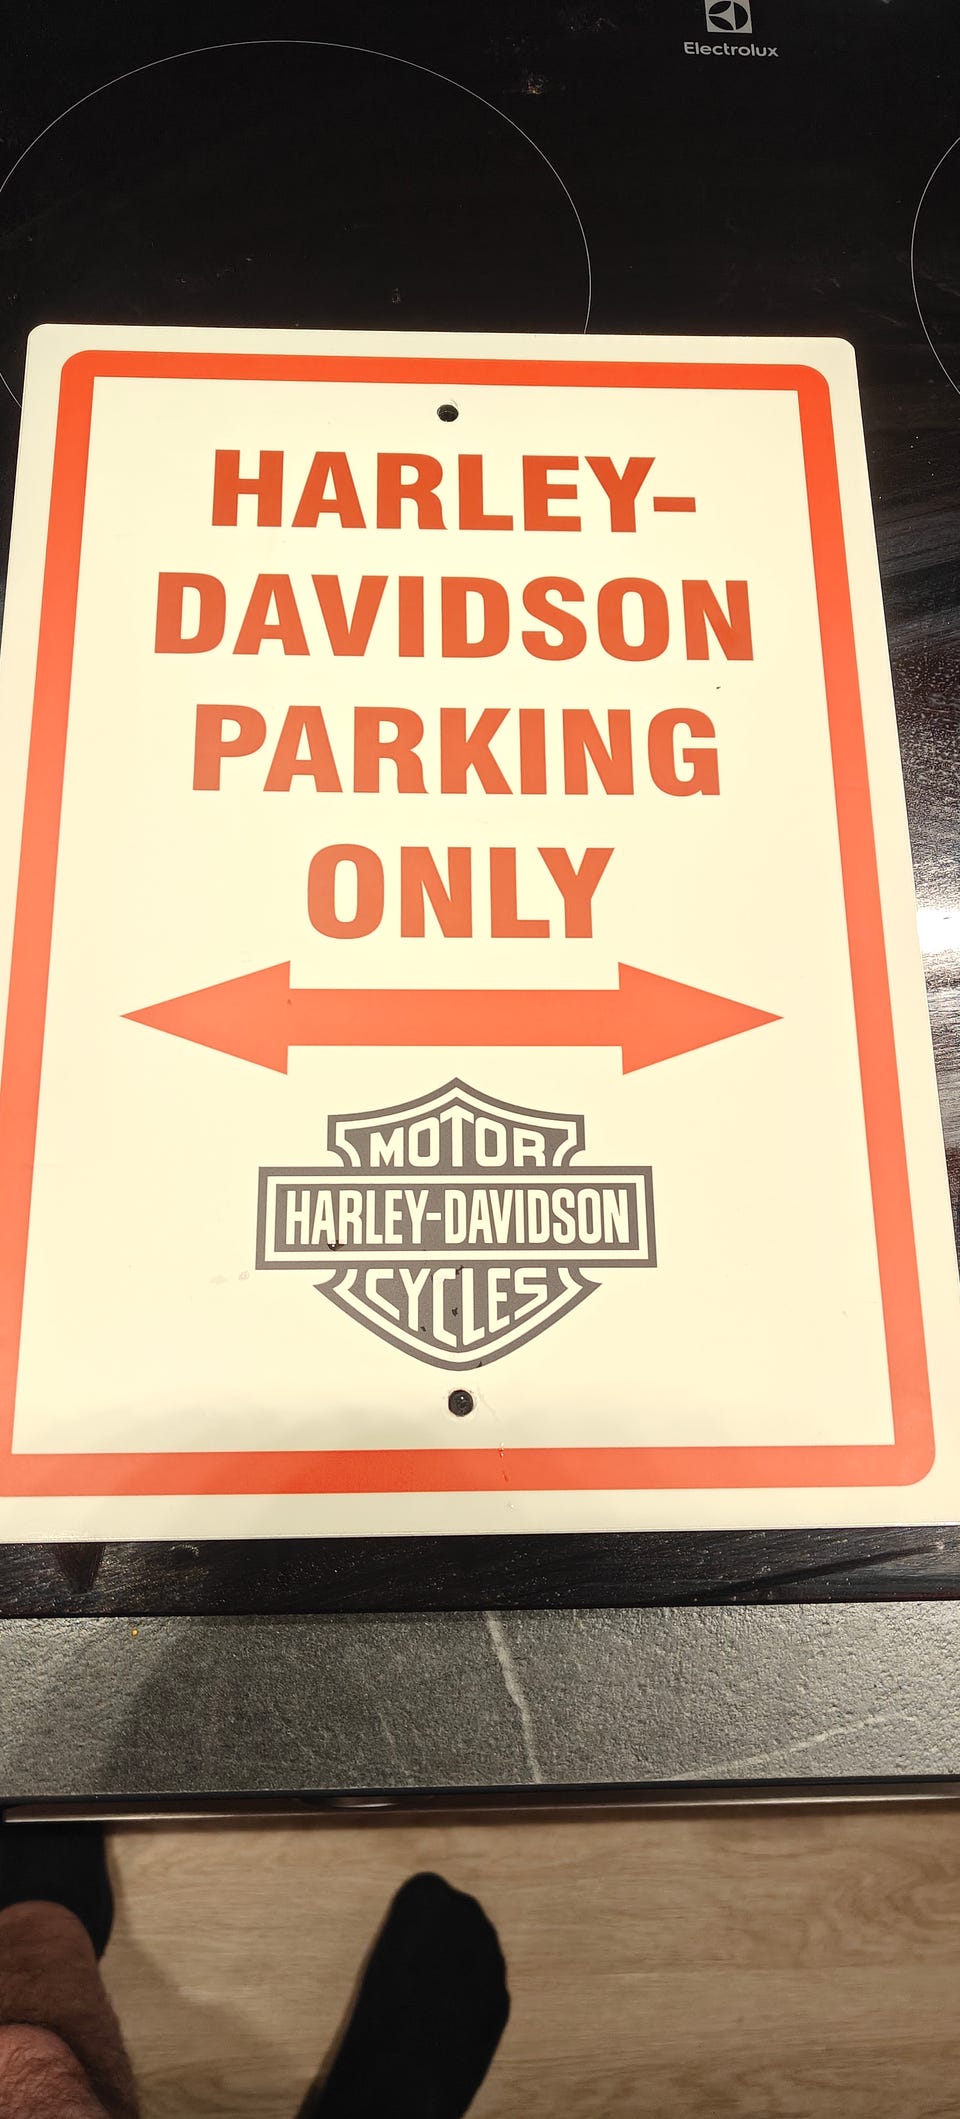 Electrolux
HARLEY-
DAVIDSON
PARKING
ONLY
MOTOR
HARLEY-DAVIDSON
CYCLES